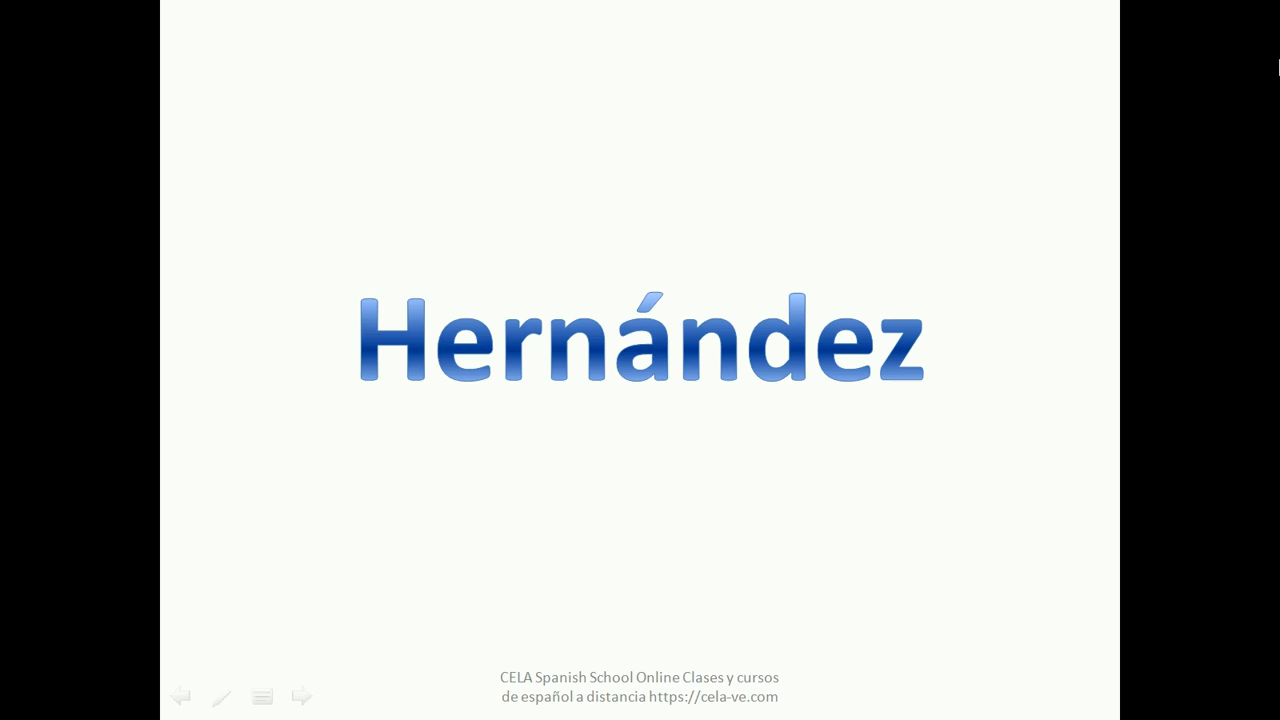 Hernández
CELA Spanish School Online Clases y cursos
de español a distancia https://cela-ve.com